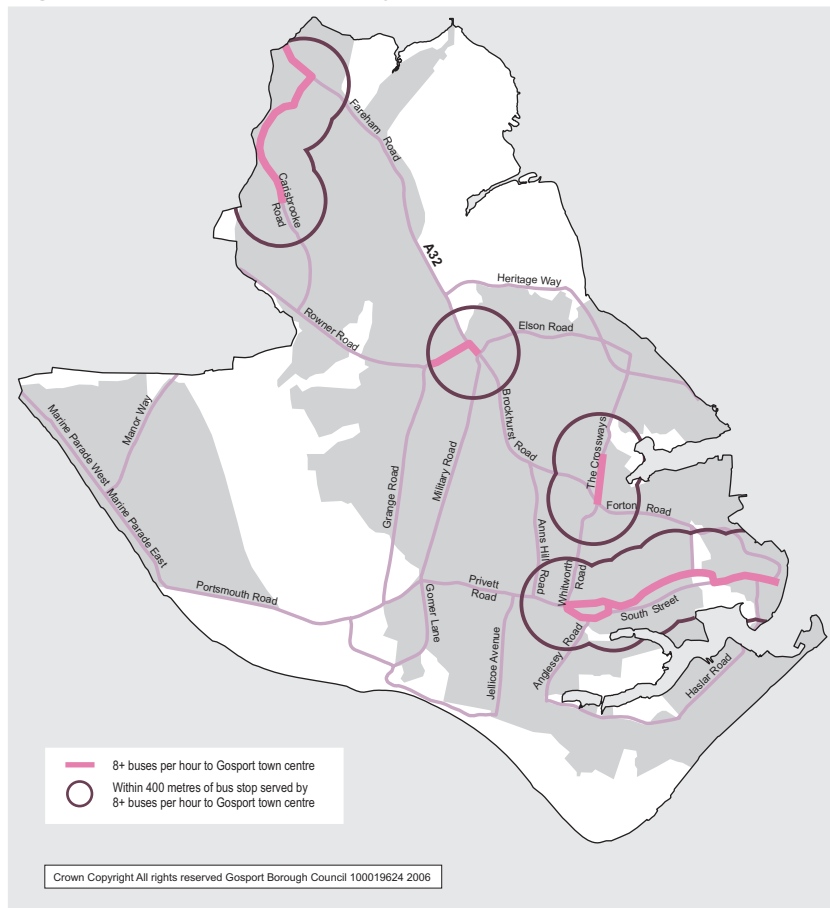 Fareham Road
Carisbrooke
Road
A32
Heritage Way
Rowner Road
Elson Road
Manor Way
Marine Parade West
Marine Parade East
Brockhurst Road
The Crossways
Grange Road
Military Road
Forton Road
Anns Hill Road
Whitworth
Road
Privett
Road
Portsmouth Road
Gomer Lane
South Street
Jellicoe Avenue
Anglesey Road
Haslar Road
8+ buses per hour to Gosport town centre
Within 400 metres of bus stop served by
8+ buses per hour to Gosport town centre
Crown Copyright All rights reserved Gosport Borough Council 100019624 2006